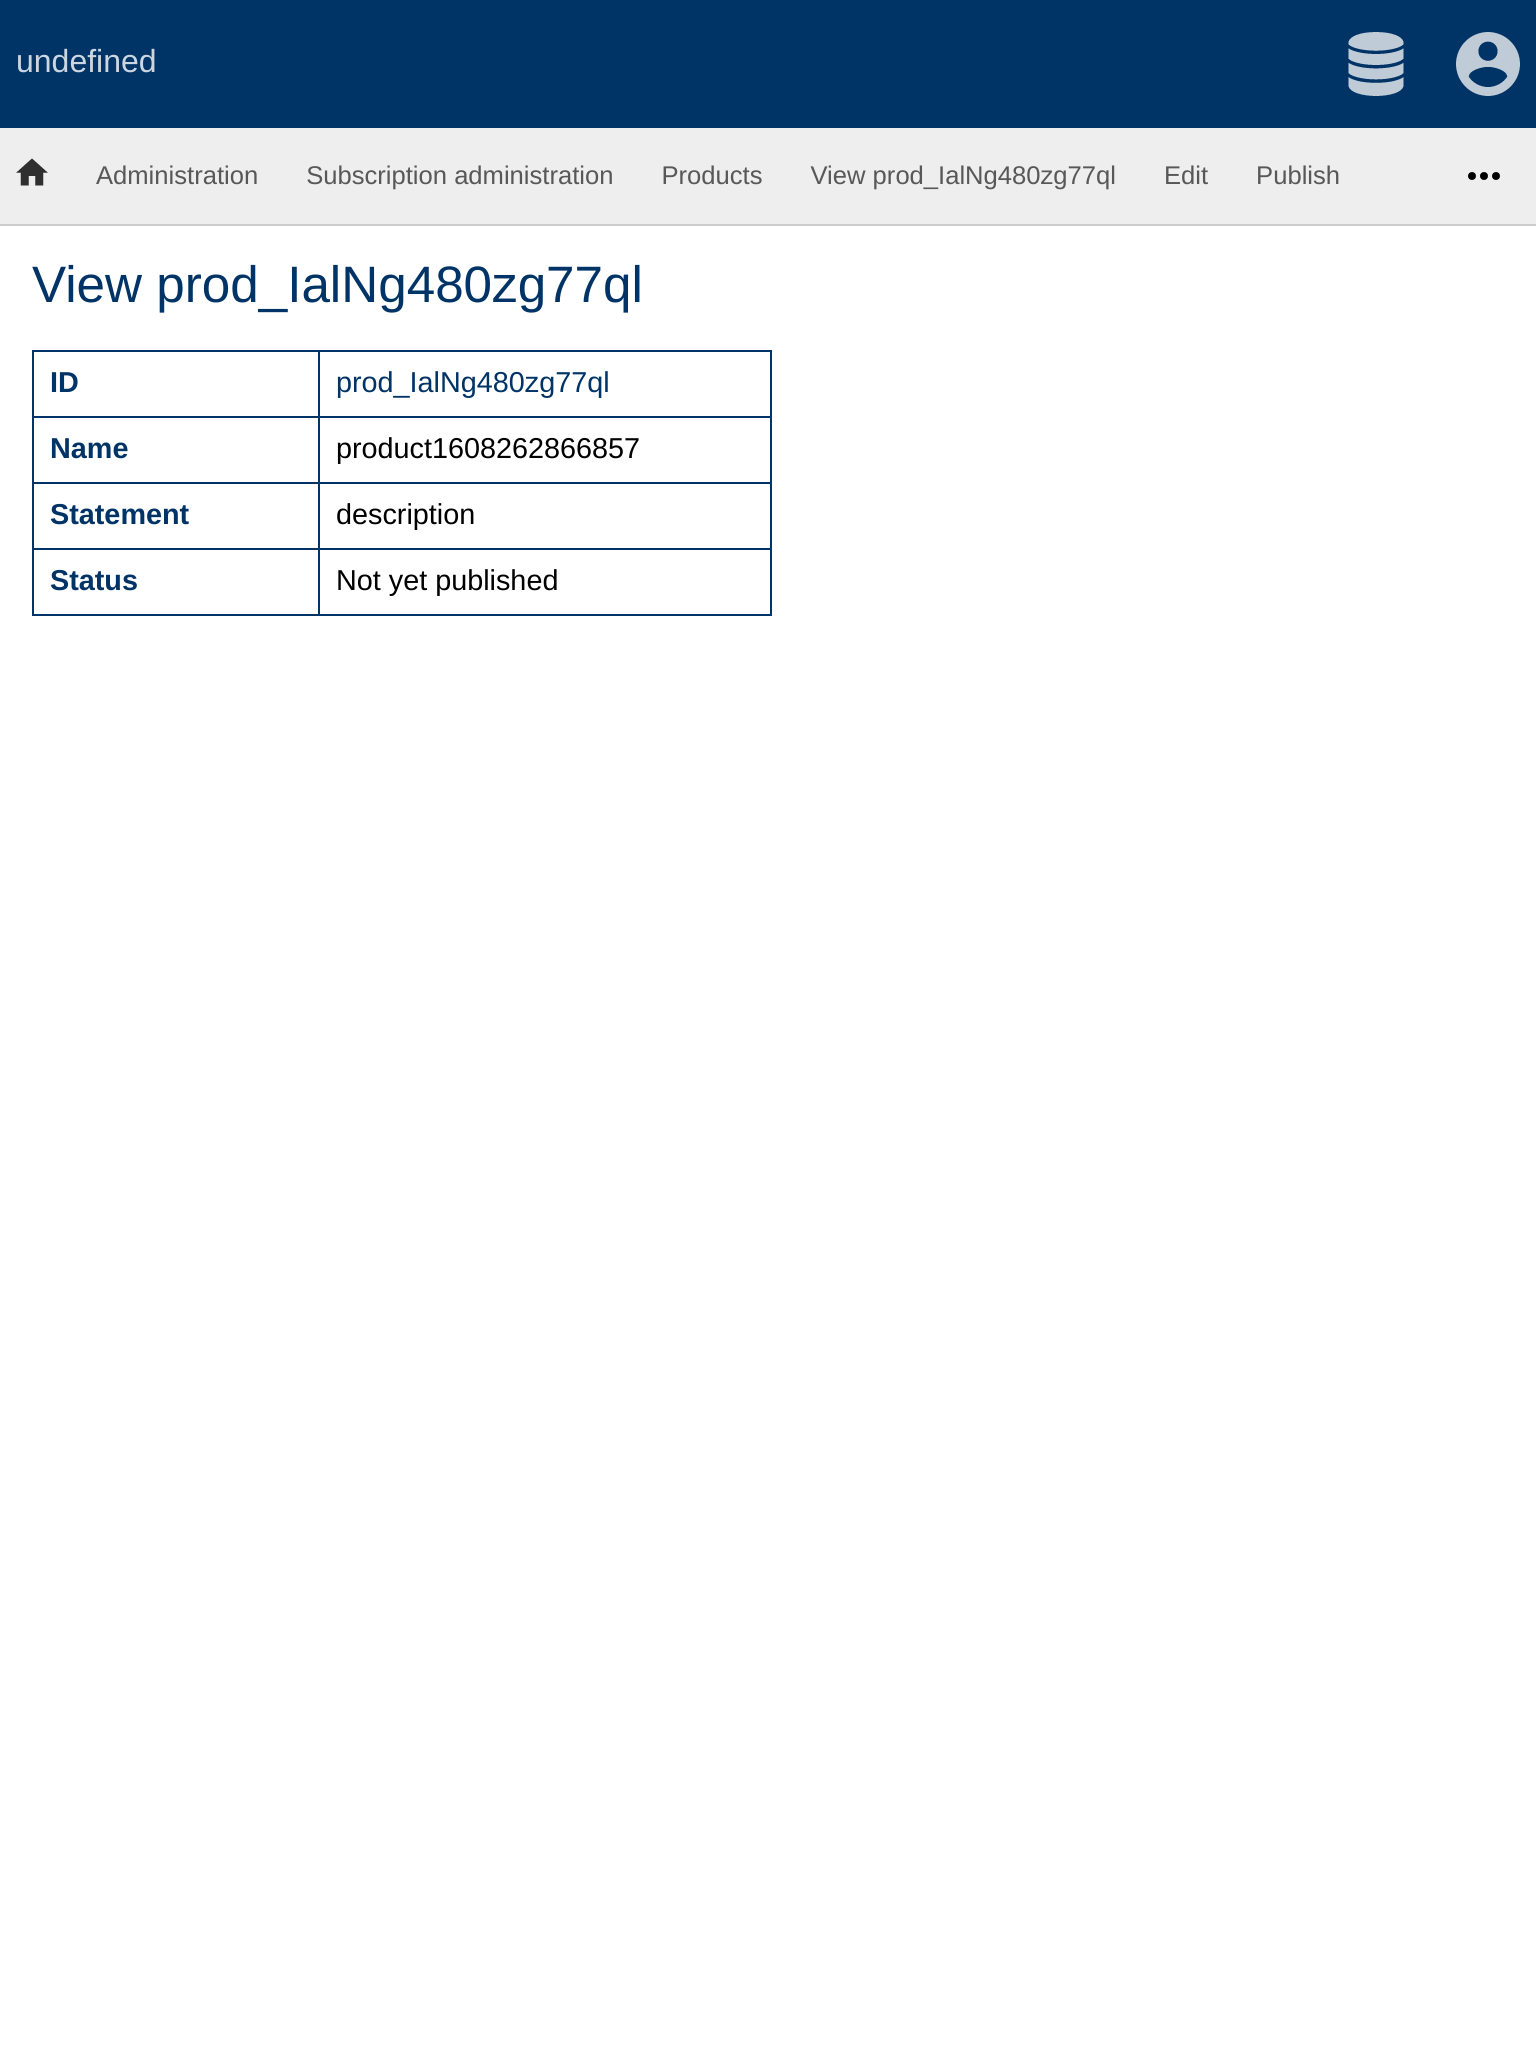 undefined
Administration Subscription administration Products View prod_IalNg480zg77ql Edit Publish
View prod_IalNg480zg77ql
ID prod_IalNg480zg77ql
Name product1608262866857
Statement description
Status Not yet published